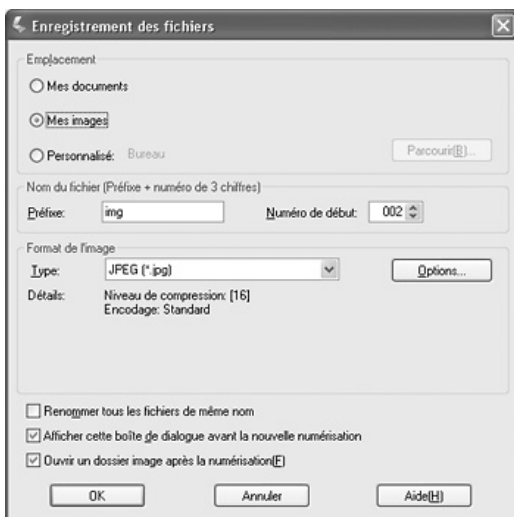 Enregistrement des fichiers
Emplacement
Mes documents
Mes images
Personnalisé: Bureau Parcourir(B)...
Nom du fichier (Préfixe + numéro de 3 chiffres)
Préfixe: img Numéro de début: 002
Format de l'image
Type: JPEG (*.jpg) Options...
Détails: Niveau de compression: [16]
Encodage: Standard
Renommer tous les fichiers de même nom
Afficher cette boîte de dialogue avant la nouvelle numérisation
Ouvrir un dossier image après la numérisation(F)
OK Annuler Aide(H)